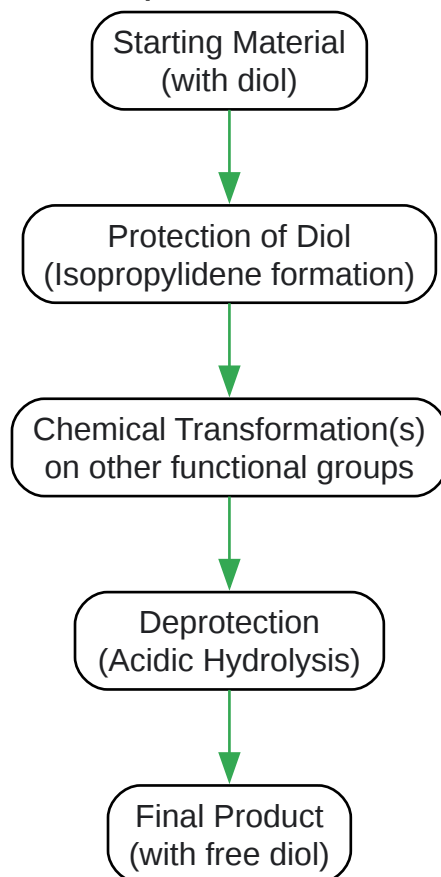 Starting Material
(with diol)
Protection of Diol
(Isopropylidene formation)
Chemical Transformation(s)
on other functional groups
Deprotection
(Acidic Hydrolysis)
Final Product
(with free diol)